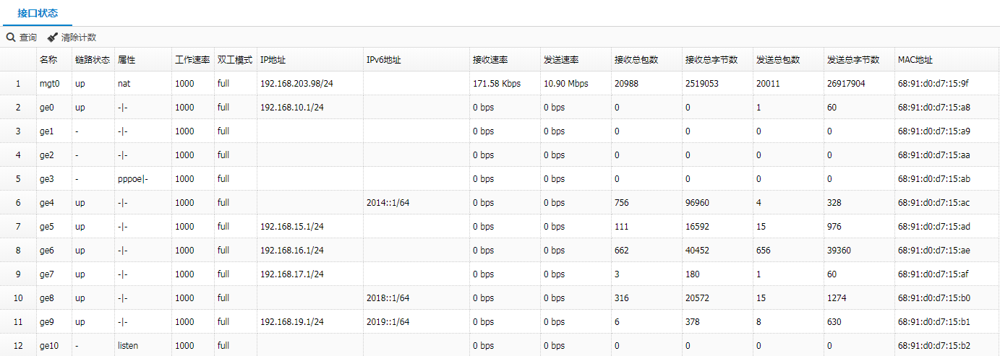 接口状态
查询 清除计数
名称 链路状态 属性 工作速率 双工模式 IP地址 IPv6地址 接收速率 发送速率 接收总包数 接收总字节数 发送总包数 发送总字节数 MAC地址
1 mgt0 up nat 1000 full 192.168.203.98/24 171.58 Kbps 10.90 Mbps 20988 2519053 20011 26917904 68:91:d0:d7:15:9f
2 ge0 up -|- 1000 full 192.168.10.1/24 0 bps 0 bps 0 0 1 60 68:91:d0:d7:15:a8
3 ge1 - -|- 1000 full 0 bps 0 bps 0 0 0 0 68:91:d0:d7:15:a9
4 ge2 - -|- 1000 full 0 bps 0 bps 0 0 0 0 68:91:d0:d7:15:aa
5 ge3 - pppoe|- 1000 full 0 bps 0 bps 0 0 0 0 68:91:d0:d7:15:ab
6 ge4 up -|- 1000 full 2014::1/64 0 bps 0 bps 756 96960 4 328 68:91:d0:d7:15:ac
7 ge5 up -|- 1000 full 192.168.15.1/24 0 bps 0 bps 111 16592 15 976 68:91:d0:d7:15:ad
8 ge6 up -|- 1000 full 192.168.16.1/24 0 bps 0 bps 662 40452 656 39360 68:91:d0:d7:15:ae
9 ge7 up -|- 1000 full 192.168.17.1/24 0 bps 0 bps 3 180 1 60 68:91:d0:d7:15:af
10 ge8 up -|- 1000 full 2018::1/64 0 bps 0 bps 316 20572 15 1274 68:91:d0:d7:15:b0
11 ge9 up -|- 1000 full 192.168.19.1/24 2019::1/64 0 bps 0 bps 6 378 8 630 68:91:d0:d7:15:b1
12 ge10 - listen 1000 full 0 bps 0 bps 0 0 0 0 68:91:d0:d7:15:b2